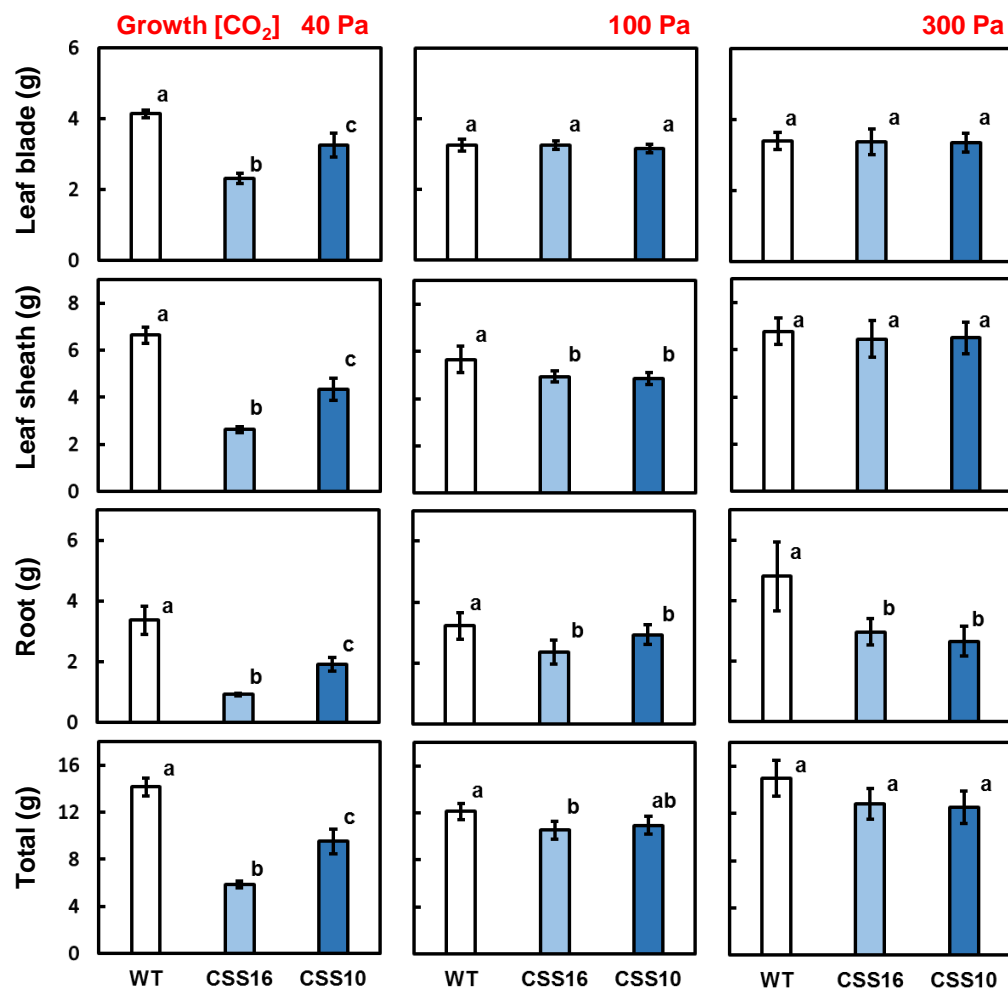 Growth [CO₂] 40 Pa 100 Pa 300 Pa
Leaf blade (g)
6
4
2
0
a b c
a a a
a a a
Leaf sheath (g)
8
6
4
2
0
a b c
a b b
a a a
Root (g)
6
4
2
0
a b c
a b b
a b b
Total (g)
16
12
8
4
0
a b c
a b ab
a a a
WT CSS16 CSS10 WT CSS16 CSS10 WT CSS16 CSS10